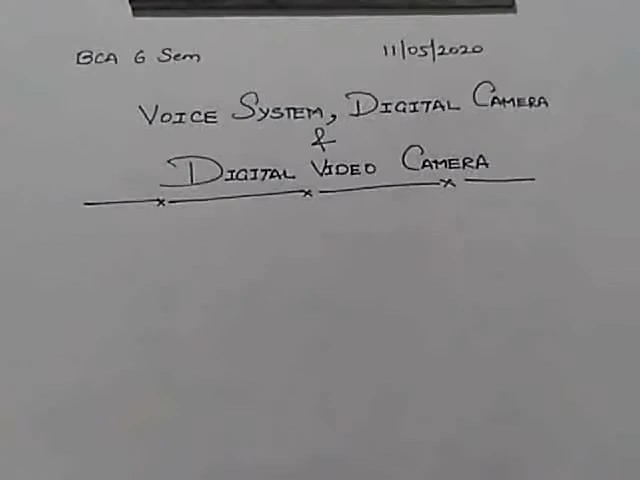 BCA 6 Sem 11/05/2020
VOICE SYSTEM, DIGITAL CAMERA
&
DIGITAL VIDEO CAMERA